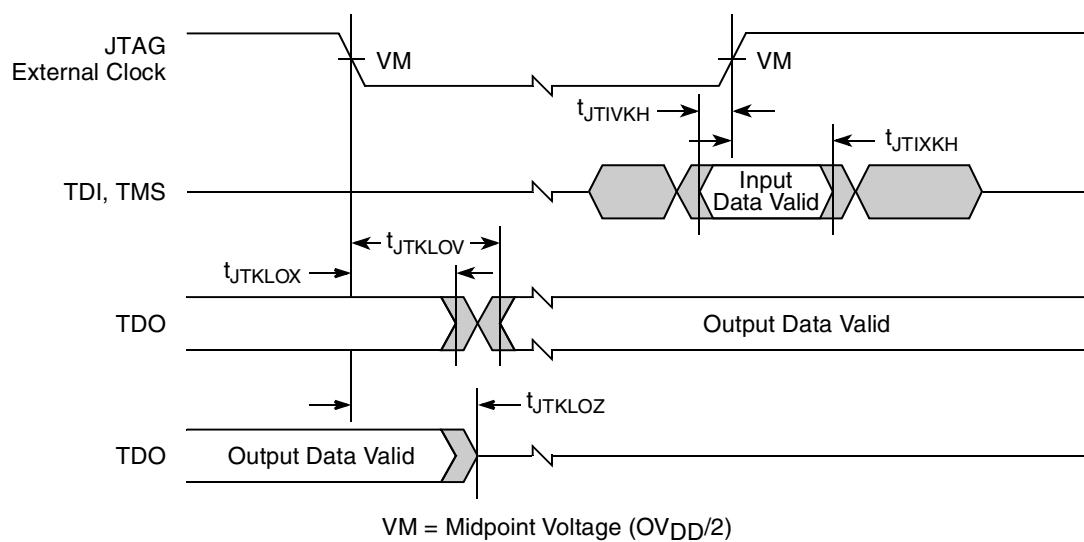 JTAG
External Clock
VM
VM
tJTIVKH
tJTIXKH
TDI, TMS
Input
Data Valid
tJTKLOV
tJTKLOX
TDO
Output Data Valid
tJTKLOZ
TDO
Output Data Valid
VM = Midpoint Voltage (OVDD/2)